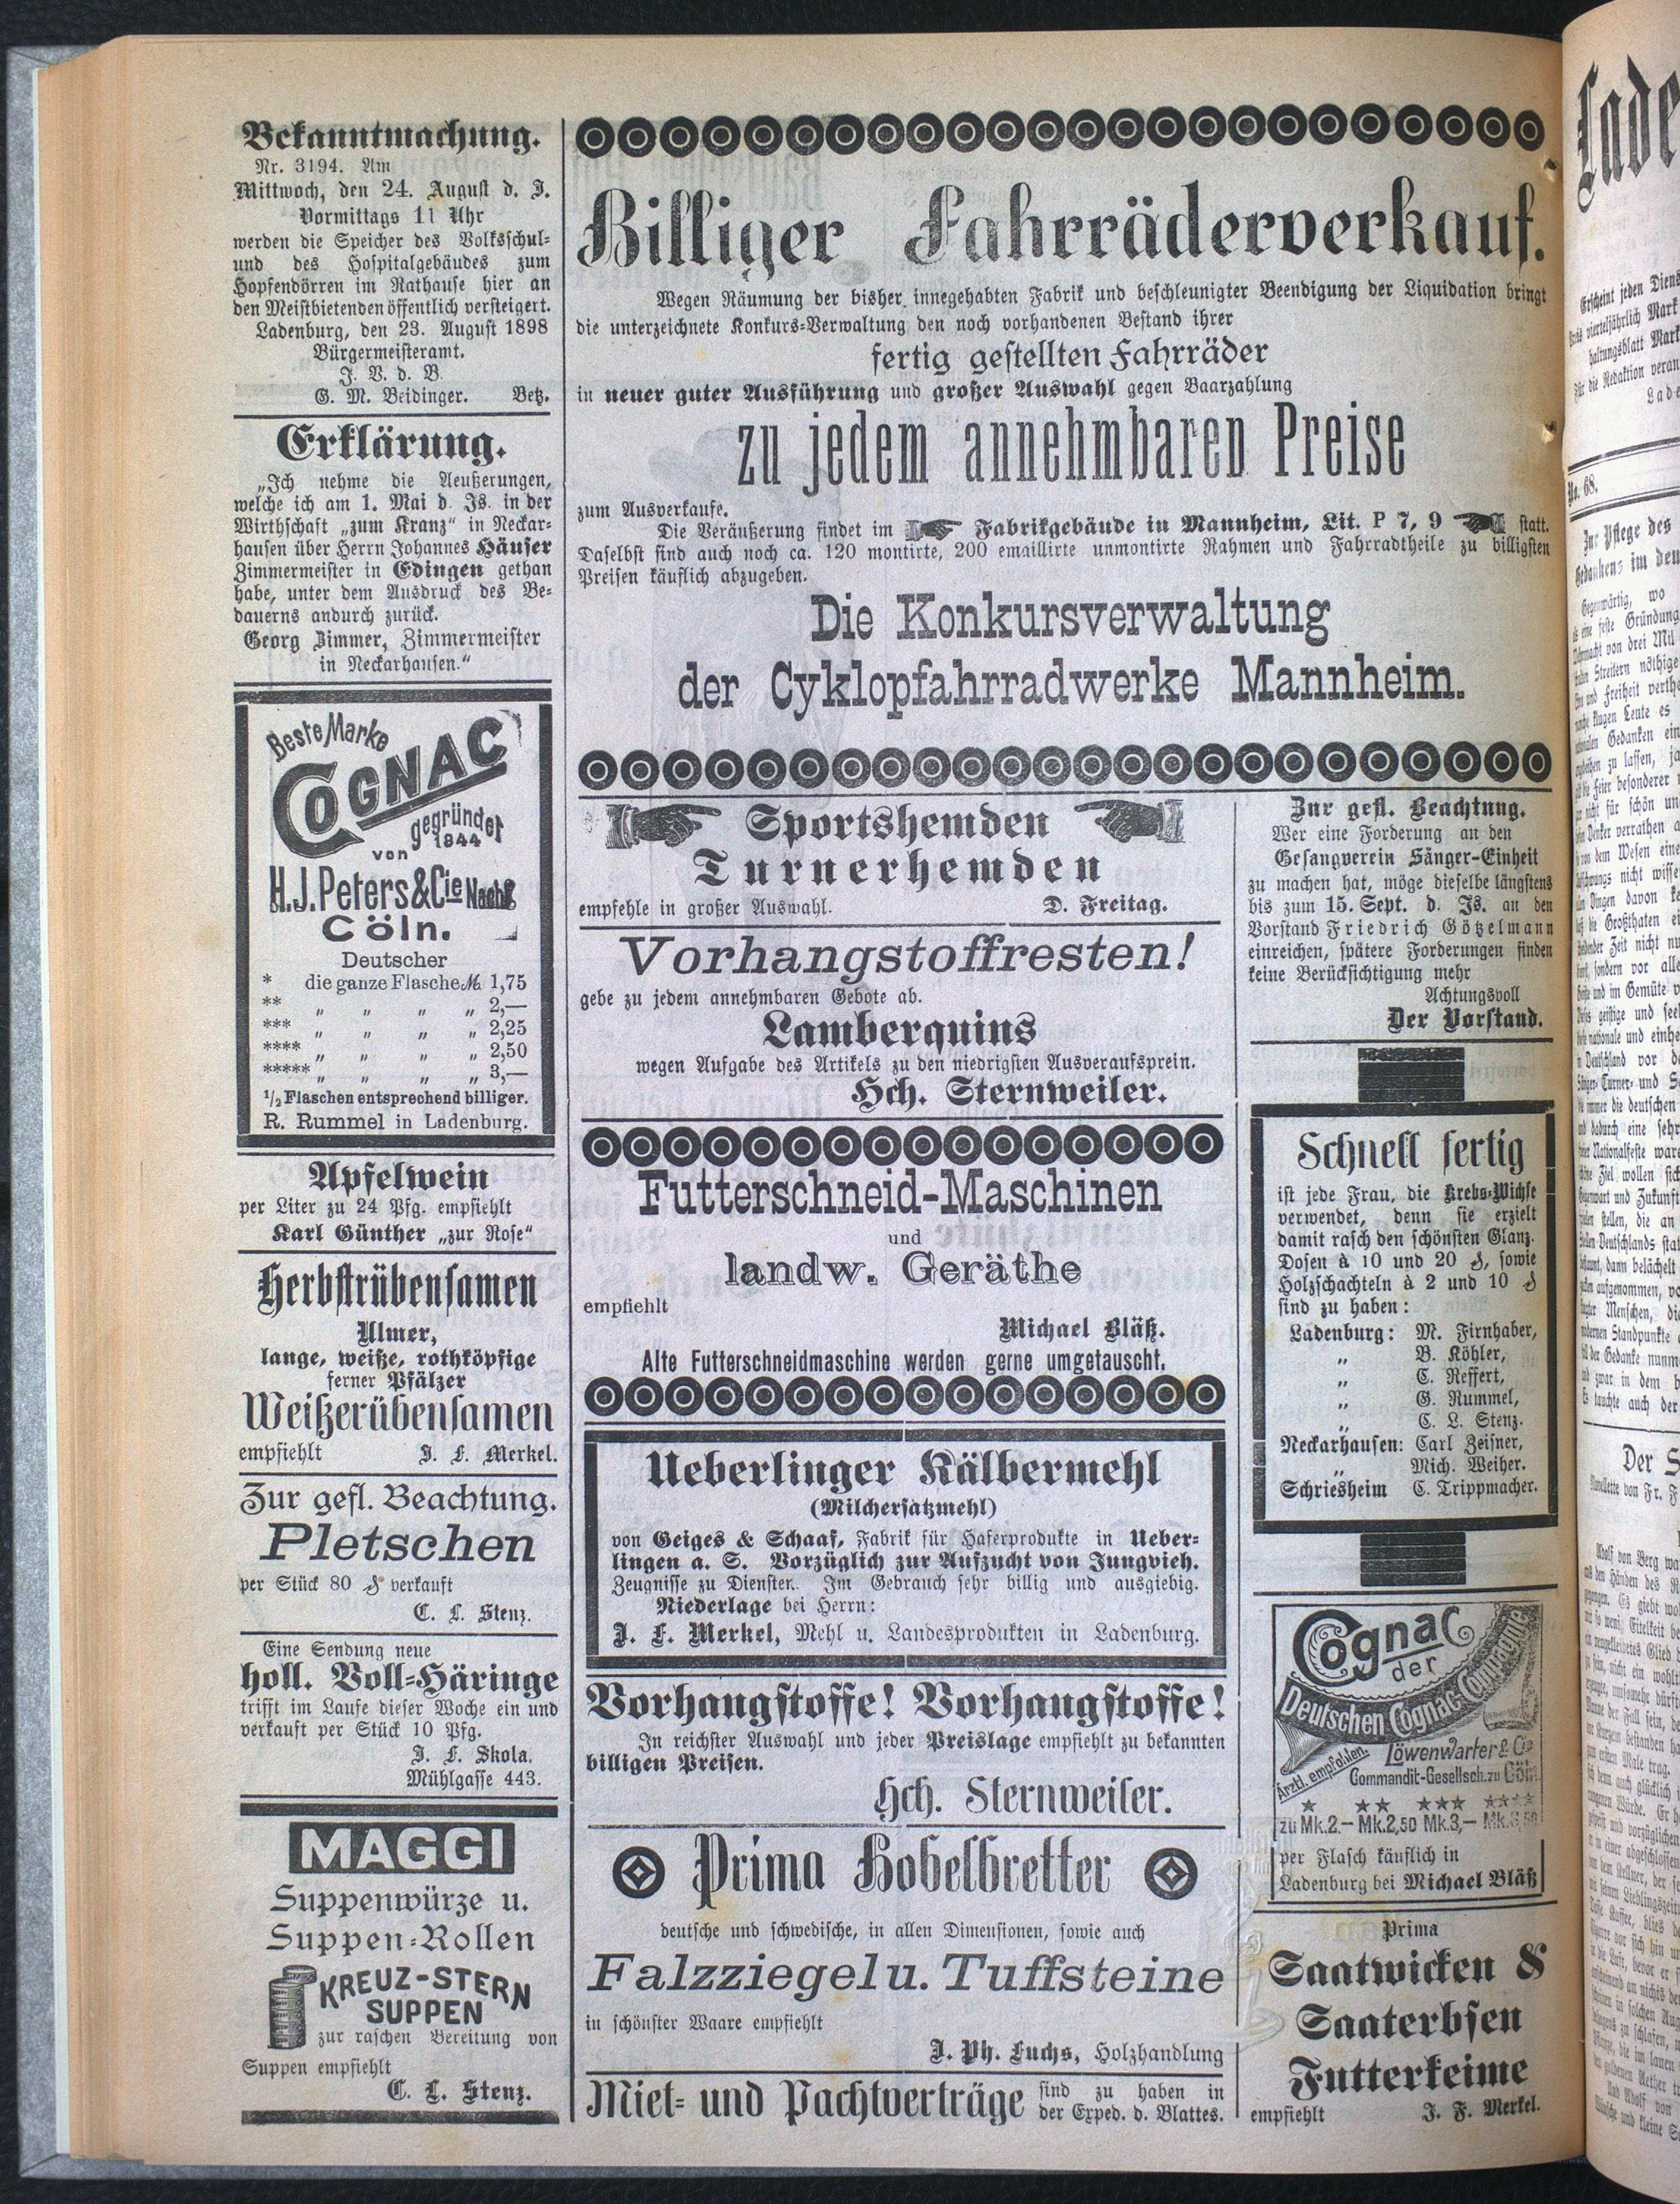 Bekanntmachung.
Nr. 3194. Am
Mittwoch, den 24. August d. J.
Vormittags 11 Uhr
werden die Speicher des Volksschul-
und des Hospitalgebäudes zum
Hopfendörren im Rathause hier an
den Meistbietenden öffentlich versteigert.
Ladenburg, den 23. August 1898
Bürgermeisteramt.
J. V. d. B.
G. M. Beidinger. Betz.
Erklärung.
„Ich nehme die Aeußerungen,
welche ich am 1. Mai d. Js. in der
Wirthschaft „zum Kranz“ in Neckar-
hausen über Herrn Johannes Häuser
Zimmermeister in Edingen gethan
habe, unter dem Ausdruck des Be-
dauerns andurch zurück.
Georg Zimmer, Zimmermeister
in Neckarhausen.“
Beste Marke
COGNAC
gegründet
von 1844
H.J. Peters & Cie Nachf.
Cöln.
Deutscher
* die ganze Flasche M. 1,75
** „ „ „ „ 2,—
*** „ „ „ „ 2,25
**** „ „ „ „ 2,50
***** „ „ „ „ 3,—
1/2 Flaschen entsprechend billiger.
R. Rummel in Ladenburg.
Apfelwein
per Liter zu 24 Pfg. empfiehlt
Karl Günther „zur Rose“
Herbstrübensamen
Ulmer,
lange, weiße, rothköpfige
ferner Pfälzer
Weißerübensamen
empfiehlt J. F. Merkel.
Zur gefl. Beachtung.
Pletschen
per Stück 80 ₰ verkauft
C. L. Stenz.
Eine Sendung neue
holl. Voll-Häringe
trifft im Laufe dieser Woche ein und
verkauft per Stück 10 Pfg.
J. F. Skola.
Mühlgasse 443.
MAGGI
Suppenwürze u.
Suppen-Rollen
KREUZ-STERN
SUPPEN
zur raschen Bereitung von
Suppen empfiehlt
C. L. Stenz.
Billiger Fahrräderverkauf.
Wegen Räumung der bisher innegehabten Fabrik und beschleunigter Beendigung der Liquidation bringt
die unterzeichnete Konkurs-Verwaltung den noch vorhandenen Bestand ihrer
fertig gestellten Fahrräder
in neuer guter Ausführung und großer Auswahl gegen Baarzahlung
zu jedem annehmbaren Preise
zum Ausverkaufe.
Die Veräußerung findet im Fabrikgebäude in Mannheim, Lit. P 7, 9 statt.
Daselbst sind auch noch ca. 120 montirte, 200 emaillirte unmontirte Rahmen und Fahrradtheile zu billigsten
Preisen käuflich abzugeben.
Die Konkursverwaltung
der Cyklopfahrradwerke Mannheim.
Sportshemden
Turnerhemden
empfehle in großer Auswahl. D. Freitag.
Vorhangstoffresten!
gebe zu jedem annehmbaren Gebote ab.
Lamberquins
wegen Aufgabe des Artikels zu den niedrigsten Ausveraufsprein.
Hch. Sternweiler.
Futterschneid-Maschinen
und
landw. Geräthe
empfiehlt
Michael Bläß.
Alte Futterschneidmaschine werden gerne umgetauscht.
Ueberlinger Kälbermehl
(Milchersatzmehl)
von Geiges & Schaaf, Fabrik für Haferprodukte in Ueber-
lingen a. S. Vorzüglich zur Aufzucht von Jungvieh.
Zeugnisse zu Diensten. Im Gebrauch sehr billig und ausgiebig.
Niederlage bei Herrn:
J. F. Merkel, Mehl u. Landesprodukten in Ladenburg.
Vorhangstoffe! Vorhangstoffe!
In reichster Auswahl und jeder Preislage empfiehlt zu bekannten
billigen Preisen.
Hch. Sternweiler.
Prima Hobelbretter
deutsche und schwedische, in allen Dimensionen, sowie auch
Falzziegel u. Tuffsteine
in schönster Waare empfiehlt
J. Ph. Fuchs, Holzhandlung
Miet- und Pachtverträge sind zu haben in
der Exped. d. Blattes.
Zur gefl. Beachtung.
Wer eine Forderung an den
Gesangverein Sänger-Einheit
zu machen hat, möge dieselbe längstens
bis zum 15. Sept. d. Js. an den
Vorstand Friedrich Götzelmann
einreichen, spätere Forderungen finden
keine Berücksichtigung mehr
Achtungsvoll
Der Vorstand.
Schnell fertig
ist jede Frau, die Krebs-Wichse
verwendet, denn sie erzielt
damit rasch den schönsten Glanz.
Dosen à 10 und 20 ₰, sowie
Holzschachteln à 2 und 10 ₰
sind zu haben:
Ladenburg: M. Firnhaber,
„ B. Köhler,
„ C. Reffert,
„ G. Rummel,
„ C. L. Stenz.
Neckarhausen: Carl Zeisner,
„ Mich. Weiher.
Schriesheim C. Trippmacher.
Cognac
der
Deutschen Cognac-Compagnie
Löwenwarter & Cie
Commandit-Gesellsch. zu Cöln
Ärztl. empfohlen.
★ ★★ ★★★ ★★★★
zu Mk. 2.— Mk. 2,50 Mk. 3,— Mk. 3,50
per Flasch käuflich in
Ladenburg bei Michael Bläß
Prima
Saatwicken &
Saaterbsen
Futterkeime
empfiehlt J. F. Merkel.
No. 68.